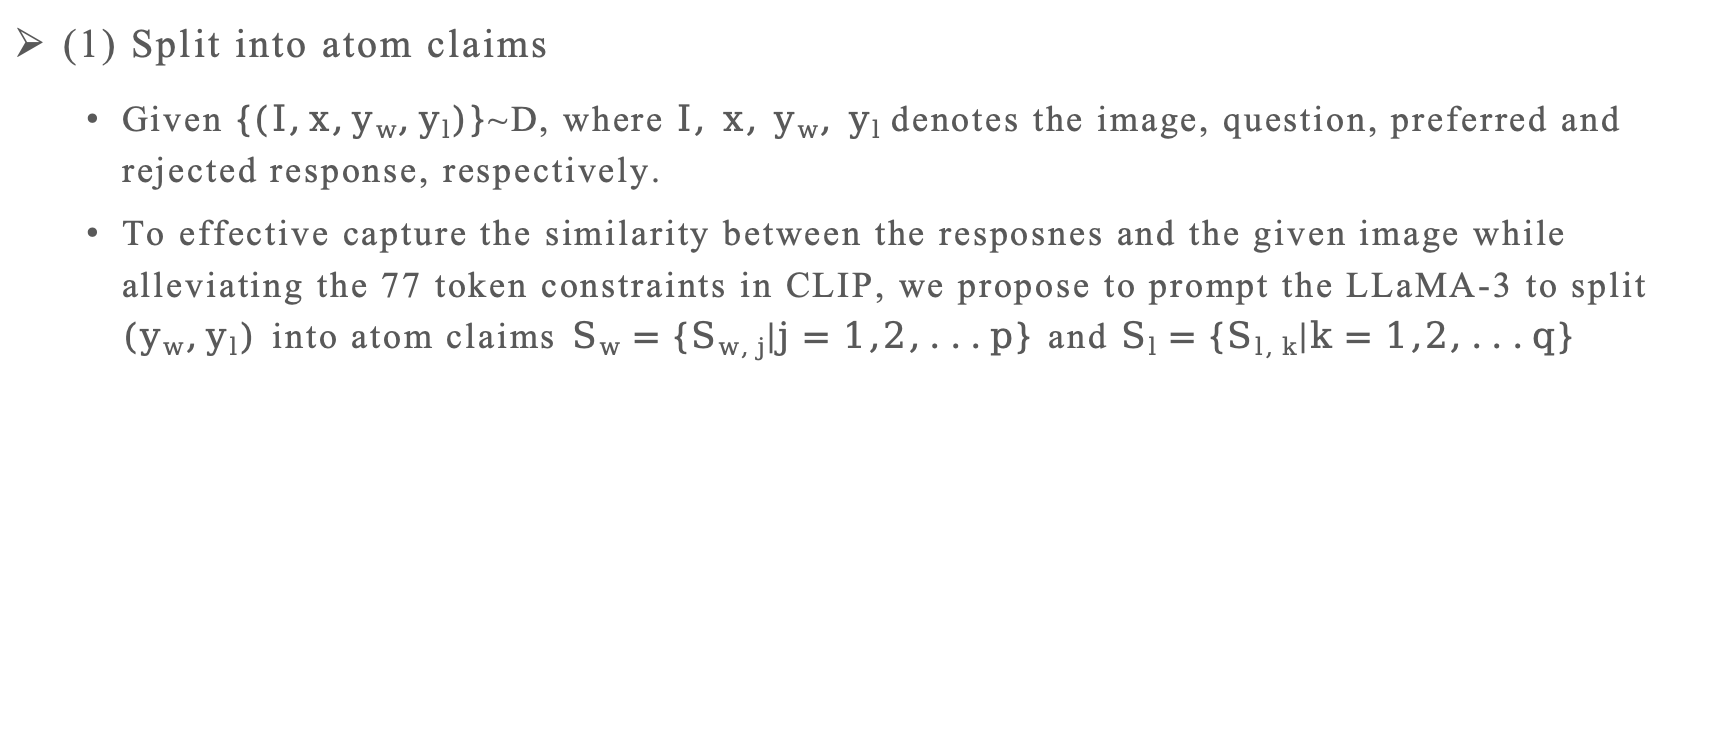 ➢ (1) Split into atom claims
• Given {(I, x, y_w, y_l)}~D, where I, x, y_w, y_l denotes the image, question, preferred and
rejected response, respectively.
• To effective capture the similarity between the resposnes and the given image while
alleviating the 77 token constraints in CLIP, we propose to prompt the LLaMA-3 to split
(y_w, y_l) into atom claims S_w = {S_{w, j}|j = 1,2, . . . p} and S_l = {S_{l, k}|k = 1,2, . . . q}